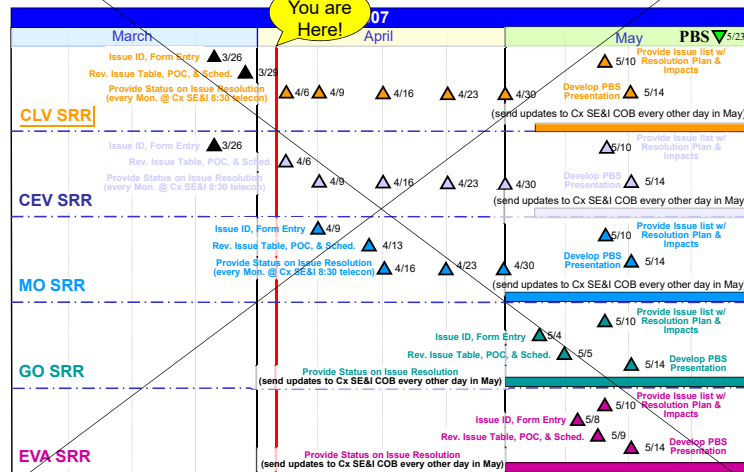 You are
Here!
07
March
April
May
PBS
5/23
Issue ID, Form Entry
3/26
Rev. Issue Table, POC, & Sched.
3/29
Provide Status on Issue Resolution
(every Mon. @ Cx SE&I 8:30 telecon)
4/6
4/9
4/16
4/23
4/30
5/10
Provide Issue list w/
Resolution Plan &
Impacts
Develop PBS
Presentation
5/14
(send updates to Cx SE&I COB every other day in May)
CLV SRR
Issue ID, Form Entry
3/26
Rev. Issue Table, POC, & Sched.
4/6
Provide Status on Issue Resolution
(every Mon. @ Cx SE&I 8:30 telecon)
4/9
4/16
4/23
4/30
5/10
Provide Issue list w/
Resolution Plan &
Impacts
Develop PBS
Presentation
5/14
(send updates to Cx SE&I COB every other day in May)
CEV SRR
Issue ID, Form Entry
4/9
Rev. Issue Table, POC, & Sched.
4/13
Provide Status on Issue Resolution
(every Mon. @ Cx SE&I 8:30 telecon)
4/16
4/23
4/30
5/10
Provide Issue list w/
Resolution Plan &
Impacts
Develop PBS
Presentation
5/14
(send updates to Cx SE&I COB every other day in May)
MO SRR
5/10
Provide Issue list w/
Resolution Plan &
Impacts
Issue ID, Form Entry
5/4
Rev. Issue Table, POC, & Sched.
5/5
5/14
Develop PBS
Presentation
Provide Status on Issue Resolution
(send updates to Cx SE&I COB every other day in May)
GO SRR
5/10
Provide Issue list w/
Resolution Plan &
Impacts
Issue ID, Form Entry
5/8
Rev. Issue Table, POC, & Sched.
5/9
5/14
Develop PBS
Presentation
Provide Status on Issue Resolution
(send updates to Cx SE&I COB every other day in May)
EVA SRR